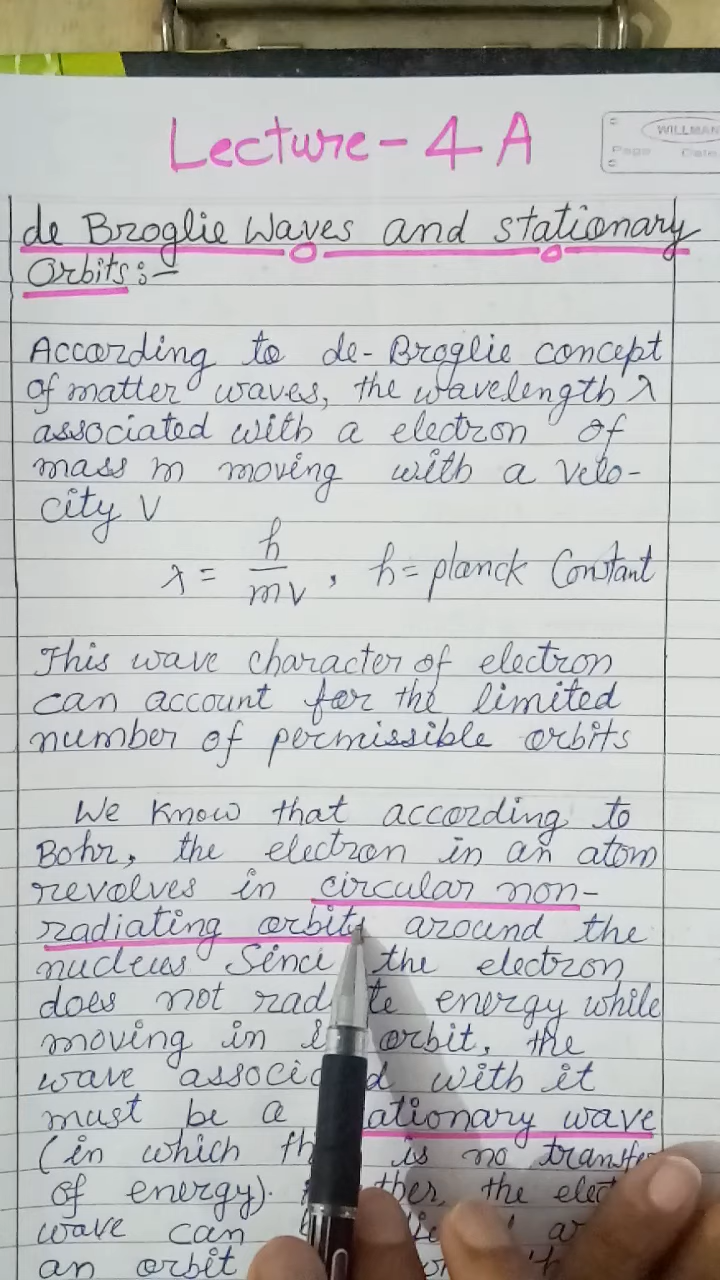 Lecture - 4 A
WILLMAN
Page Date
de Broglie Waves and stationary
Orbits :-
According to de-Broglie concept
of matter waves, the wavelength λ
associated with a electron of
mass m moving with a velo-
city V
λ = h/mv , h = planck Constant
This wave character of electron
can account for the limited
number of permissible orbits
We Know that according to
Bohr, the electron in an atom
revolves in circular non-
radiating orbits around the
nucleus Since the electron
does not radiate energy while
moving in orbit, the
wave associated with it
must be a stationary wave
(in which is no transfer
of energy). the
wave can
an orbit